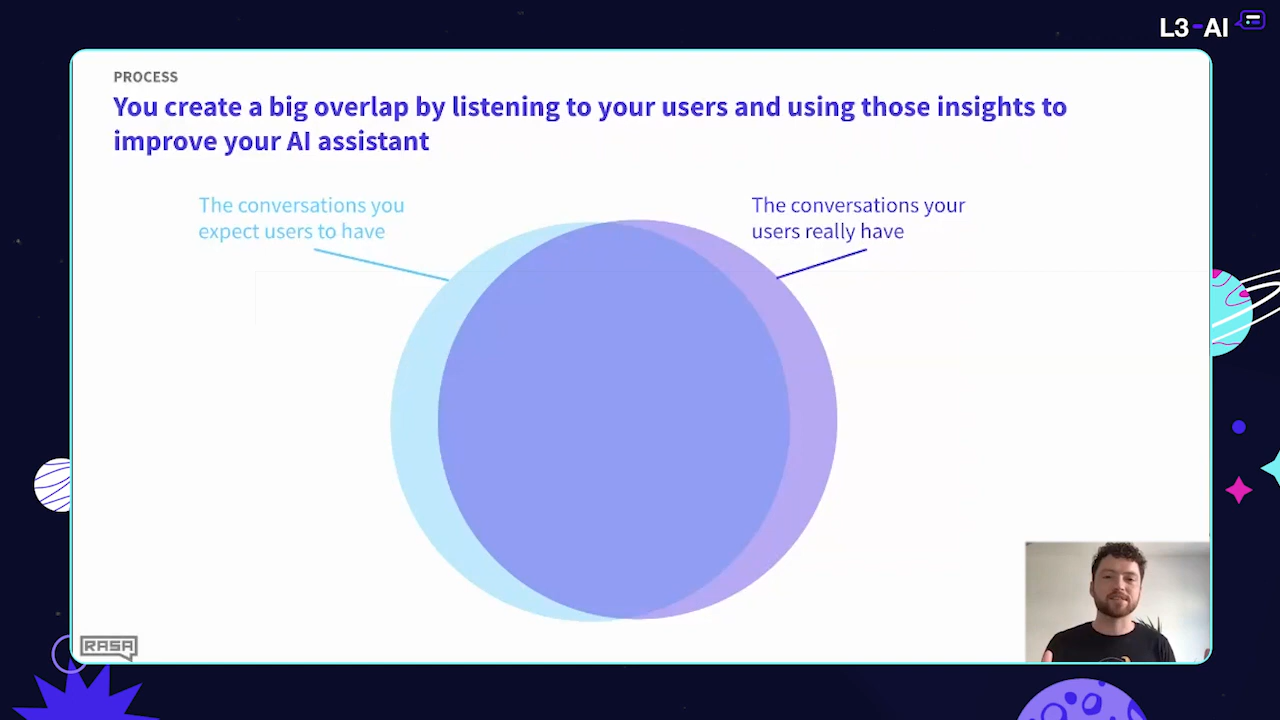 L3-AI
PROCESS
You create a big overlap by listening to your users and using those insights to
improve your AI assistant
The conversations you
expect users to have
The conversations your
users really have
RASA